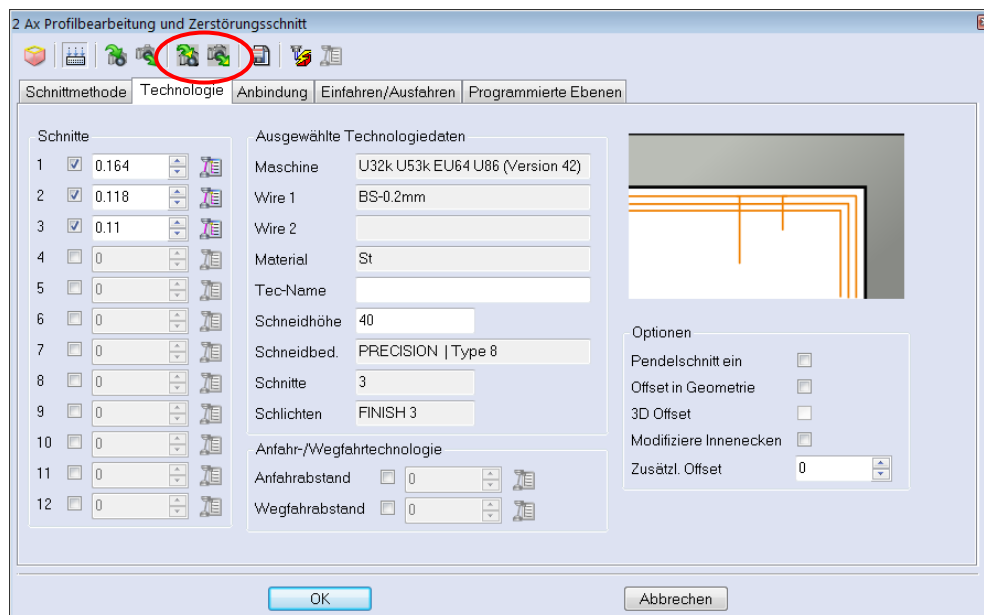 2 Ax Profilbearbeitung und Zerstörungsschnitt
Schnittmethode Technologie Anbindung Einfahren/Ausfahren Programmierte Ebenen
Schnitte
1 0.164
2 0.118
3 0.11
4 0
5 0
6 0
7 0
8 0
9 0
10 0
11 0
12 0
Ausgewählte Technologiedaten
Maschine U32k U53k EU64 U86 (Version 42)
Wire 1 BS-0.2mm
Wire 2
Material St
Tec-Name
Schneidhöhe 40
Schneidbed. PRECISION | Type 8
Schnitte 3
Schlichten FINISH 3
Anfahr-/Wegfahrtechnologie
Anfahrabstand 0
Wegfahrabstand 0
Optionen
Pendelschnitt ein
Offset in Geometrie
3D Offset
Modifiziere Innenecken
Zusätzl. Offset 0
OK Abbrechen